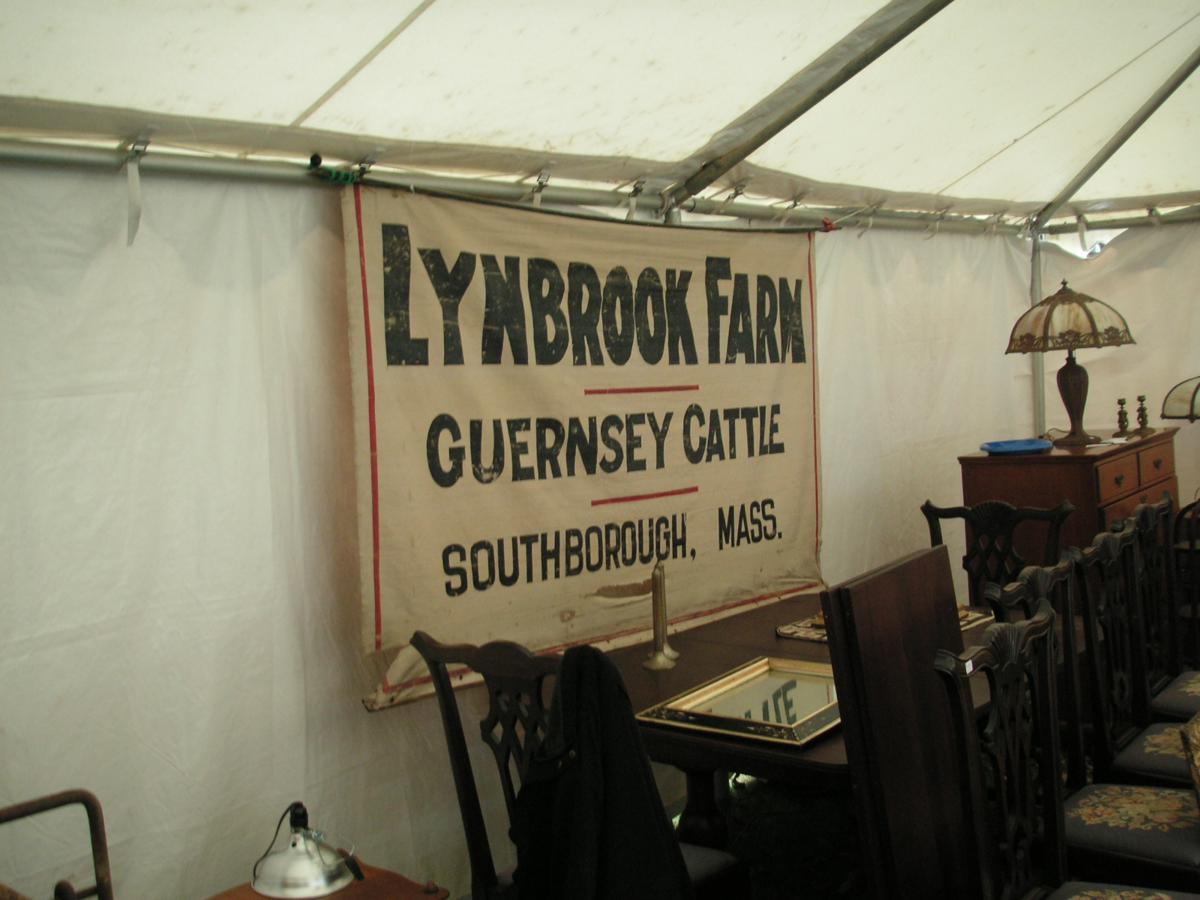 LYNBROOK FARM
GUERNSEY CATTLE
SOUTHBOROUGH, MASS.